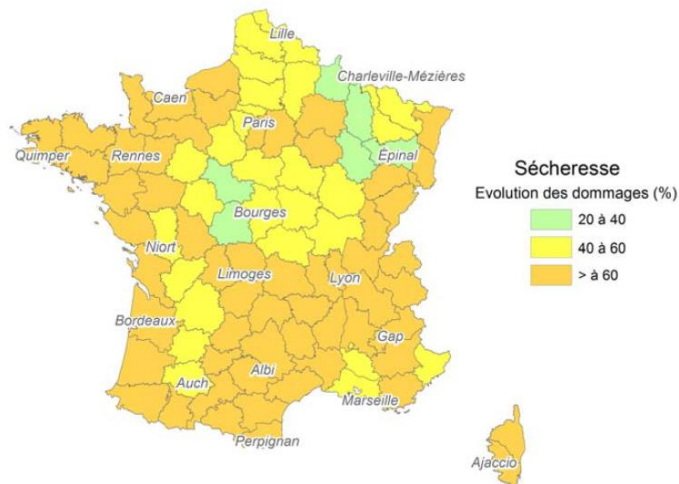 Lille
Charleville-Mézières
Caen
Paris
Quimper
Rennes
Épinal
Sécheresse
Evolution des dommages (%)
20 à 40
Bourges
40 à 60
Niort
> à 60
Limoges
Lyon
Bordeaux
Gap
Albi
Auch
Marseille
Perpignan
Ajaccio